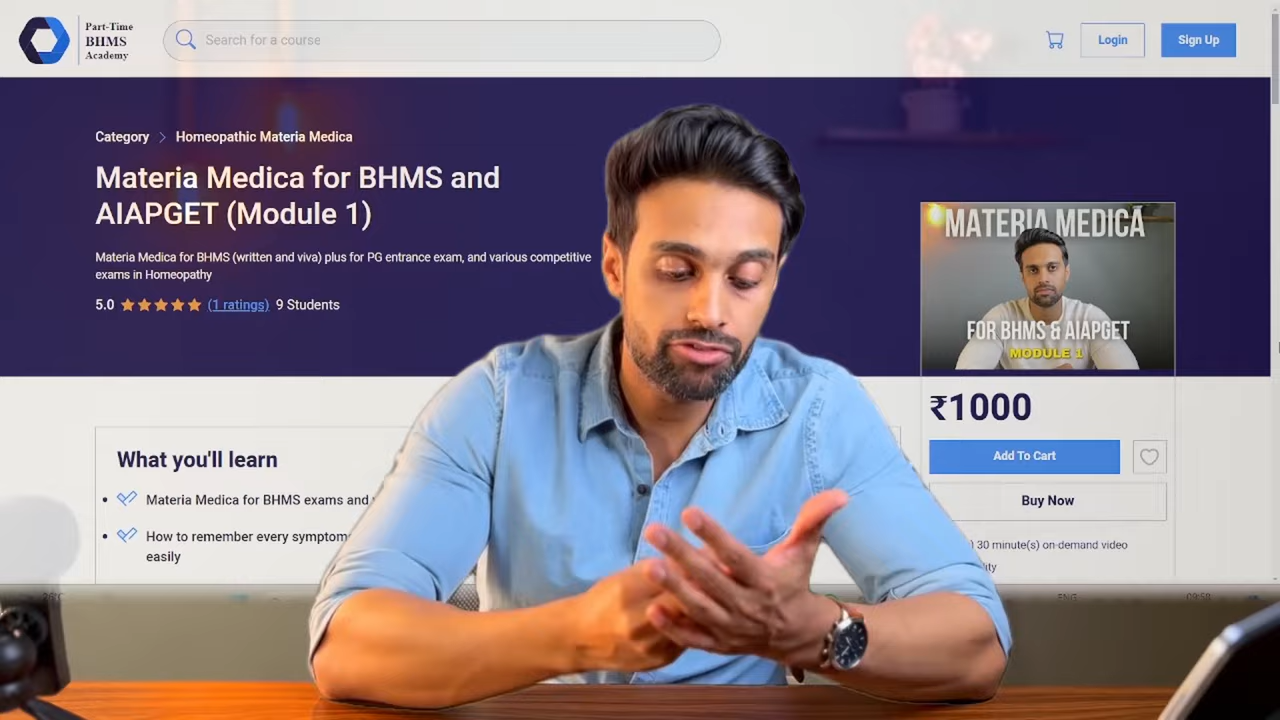 Part-Time
BHMS
Academy
Search for a course
Login
Sign Up
Category > Homeopathic Materia Medica
Materia Medica for BHMS and
AIAPGET (Module 1)
Materia Medica for BHMS (written and viva) plus for PG entrance exam, and various competitive
exams in Homeopathy
5.0 (1 ratings) 9 Students
MATERIA MEDICA
FOR BHMS & AIAPGET
MODULE 1
₹1000
Add To Cart
Buy Now
30 minute(s) on-demand video
What you'll learn
Materia Medica for BHMS exams and
How to remember every symptom
easily
ENG
09:58